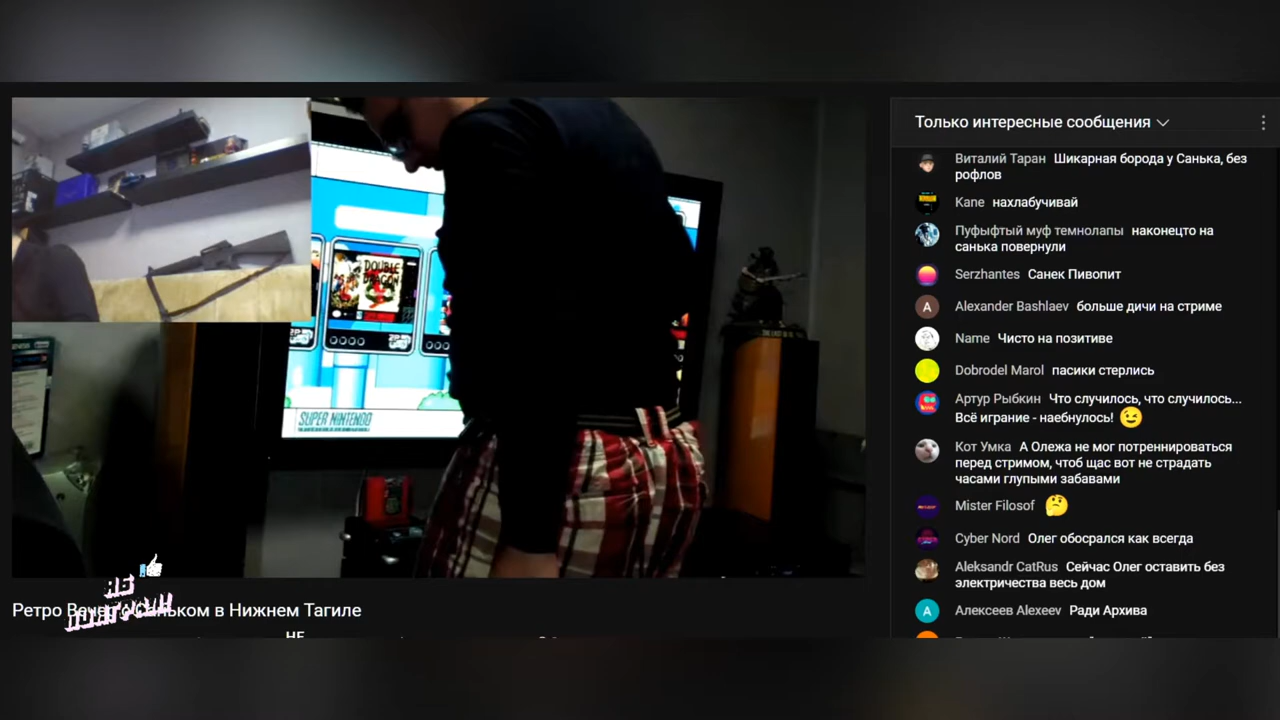 Только интересные сообщения
Виталий Таран Шикарная борода у Санька, без
рофлов
Kane нахлабучивай
Пуфыфтый муф темнолапы наконецто на
санька повернули
Serzhantes Санек Пивопит
A
Alexander Bashlaev больше дичи на стриме
Name Чисто на позитиве
Dobrodel Marol пасики стерлись
Артур Рыбкин Что случилось, что случилось...
Всё играние - наебнулось! 😉
Кот Умка А Олежа не мог потреннироваться
перед стримом, чтоб щас вот не страдать
часами глупыми забавами
Mister Filosof 🤔
Cyber Nord Олег обосрался как всегда
Aleksandr CatRus Сейчас Олег оставить без
электричества весь дом
A
Алексеев Alexeev Ради Архива
DOUBLE
DRAGON
SUPER NINTENDO
НЕ
Ретро Вечер с Саньком в Нижнем Тагиле
НЕ